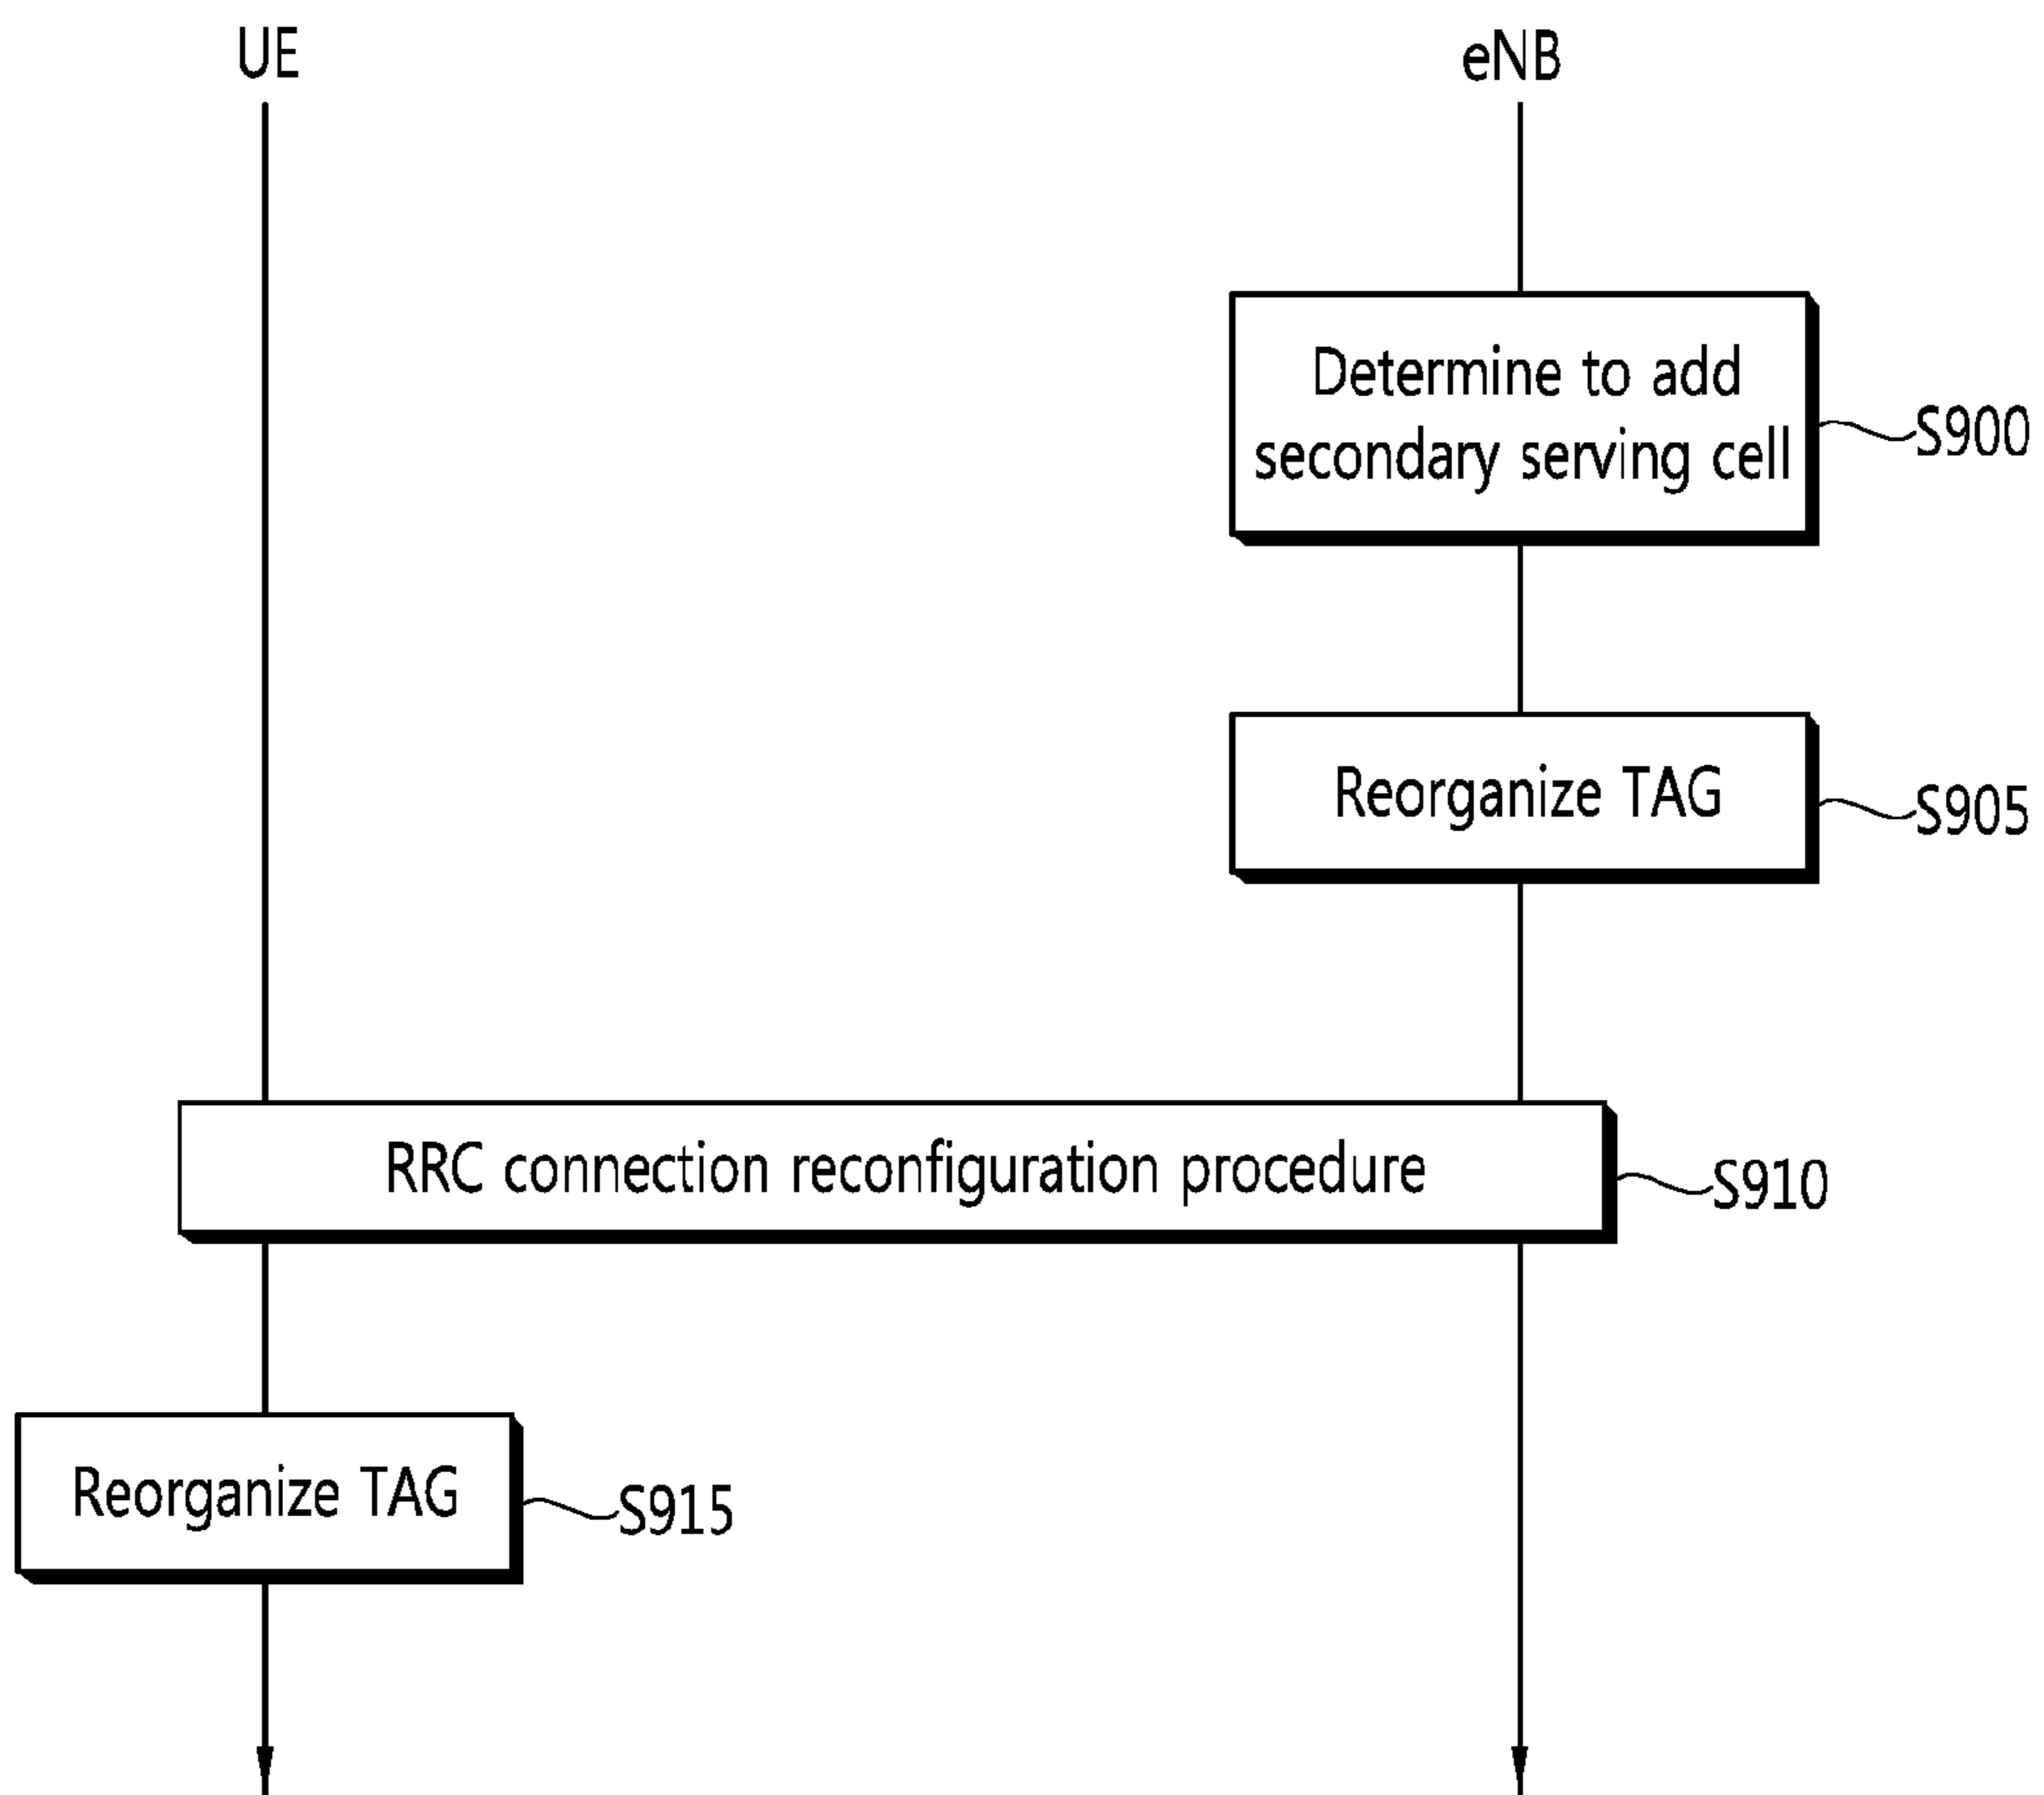 UE
eNB
Determine to add
secondary serving cell
S900
Reorganize TAG
S905
RRC connection reconfiguration procedure
S910
Reorganize TAG
S915